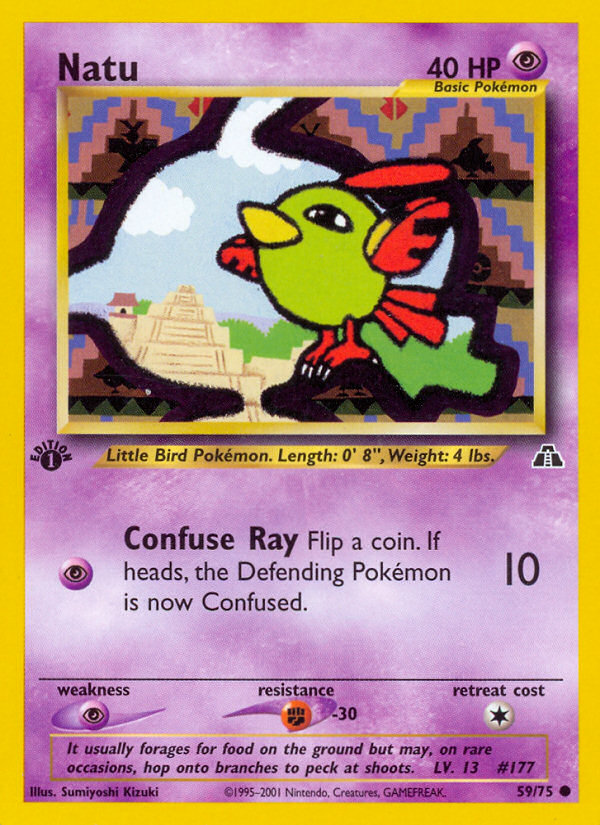 Natu
40 HP
Basic Pokémon
EDITION
1
Little Bird Pokémon. Length: 0' 8", Weight: 4 lbs.
Confuse Ray Flip a coin. If
heads, the Defending Pokémon
is now Confused.
10
weakness
resistance
retreat cost
-30
It usually forages for food on the ground but may, on rare
occasions, hop onto branches to peck at shoots. LV. 13 #177
Illus. Sumiyoshi Kizuki
©1995-2001 Nintendo, Creatures, GAMEFREAK.
59/75